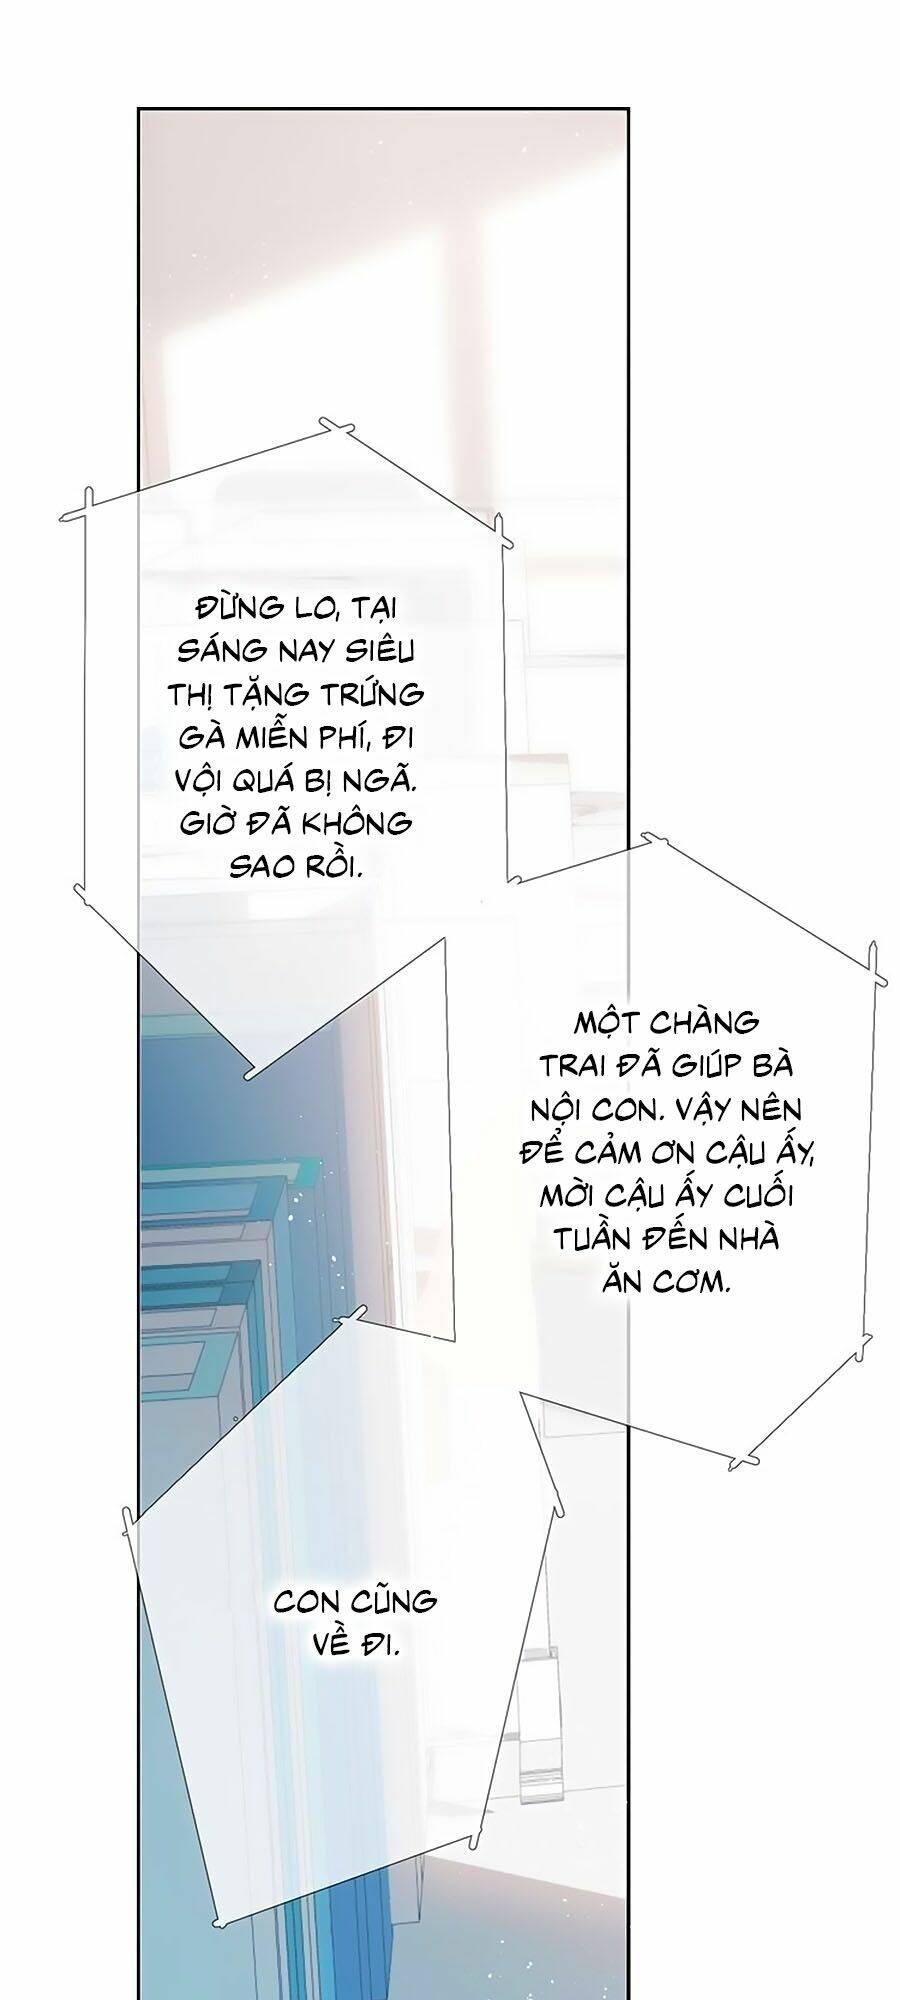 ĐỪNG LO, TẠI
SÁNG NAY SIÊU
THỊ TẶNG TRỨNG
GÀ MIỄN PHÍ, ĐI
VỘI QUÁ BỊ NGÃ.
GIỜ ĐÃ KHÔNG
SAO RỒI.
MỘT CHÀNG
TRAI ĐÃ GIÚP BÀ
NỘI CON. VẬY NÊN
ĐỂ CẢM ƠN CẬU ẤY,
MỜI CẬU ẤY CUỐI
TUẦN ĐẾN NHÀ
ĂN CƠM.
CON CŨNG
VỀ ĐI.